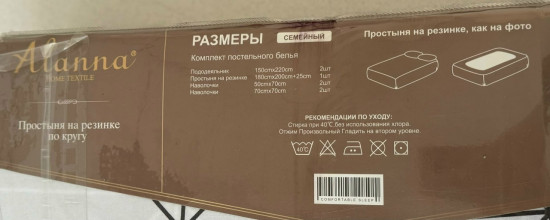 Alanna
HOME TEXTILE
Простыня на резинке
по кругу
РАЗМЕРЫ СЕМЕЙНЫЙ
Комплект постельного белья
Пододеяльник 150cmx220cm 2шт
Простыня на резинке 180cmx200cm+25cm 1шт
Наволочки 50cmx70cm 2шт
Наволочки 70cmx70cm 2шт
Простыня на резинке, как на фото
РЕКОМЕНДАЦИИ ПО УХОДУ:
Стирка при 40℃, без использования хлора.
Отжим Произвольный Гладить на втором уровне.
40℃
COMFORTABLE SLEEP